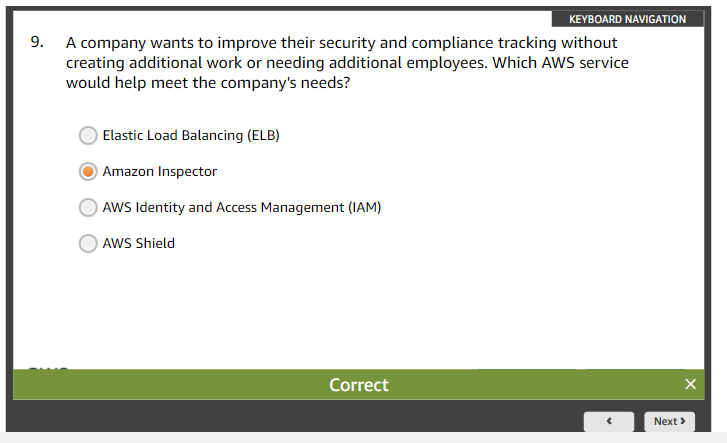 KEYBOARD NAVIGATION
9. A company wants to improve their security and compliance tracking without
creating additional work or needing additional employees. Which AWS service
would help meet the company's needs?
Elastic Load Balancing (ELB)
Amazon Inspector
AWS Identity and Access Management (IAM)
AWS Shield
Correct
Next